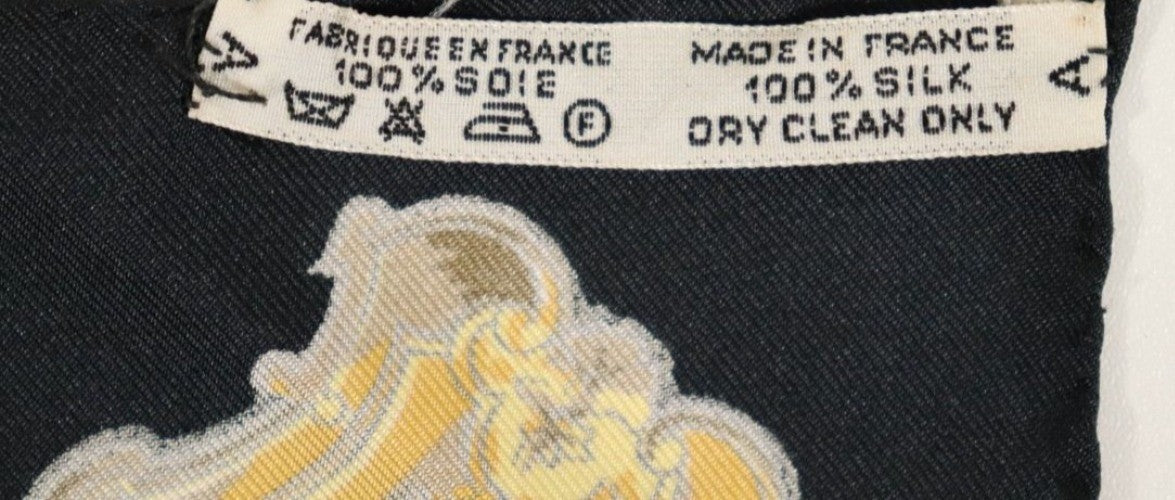 A
FABRIQUE EN FRANCE
100% SOIE
F
MADE IN FRANCE
100% SILK
DRY CLEAN ONLY
A